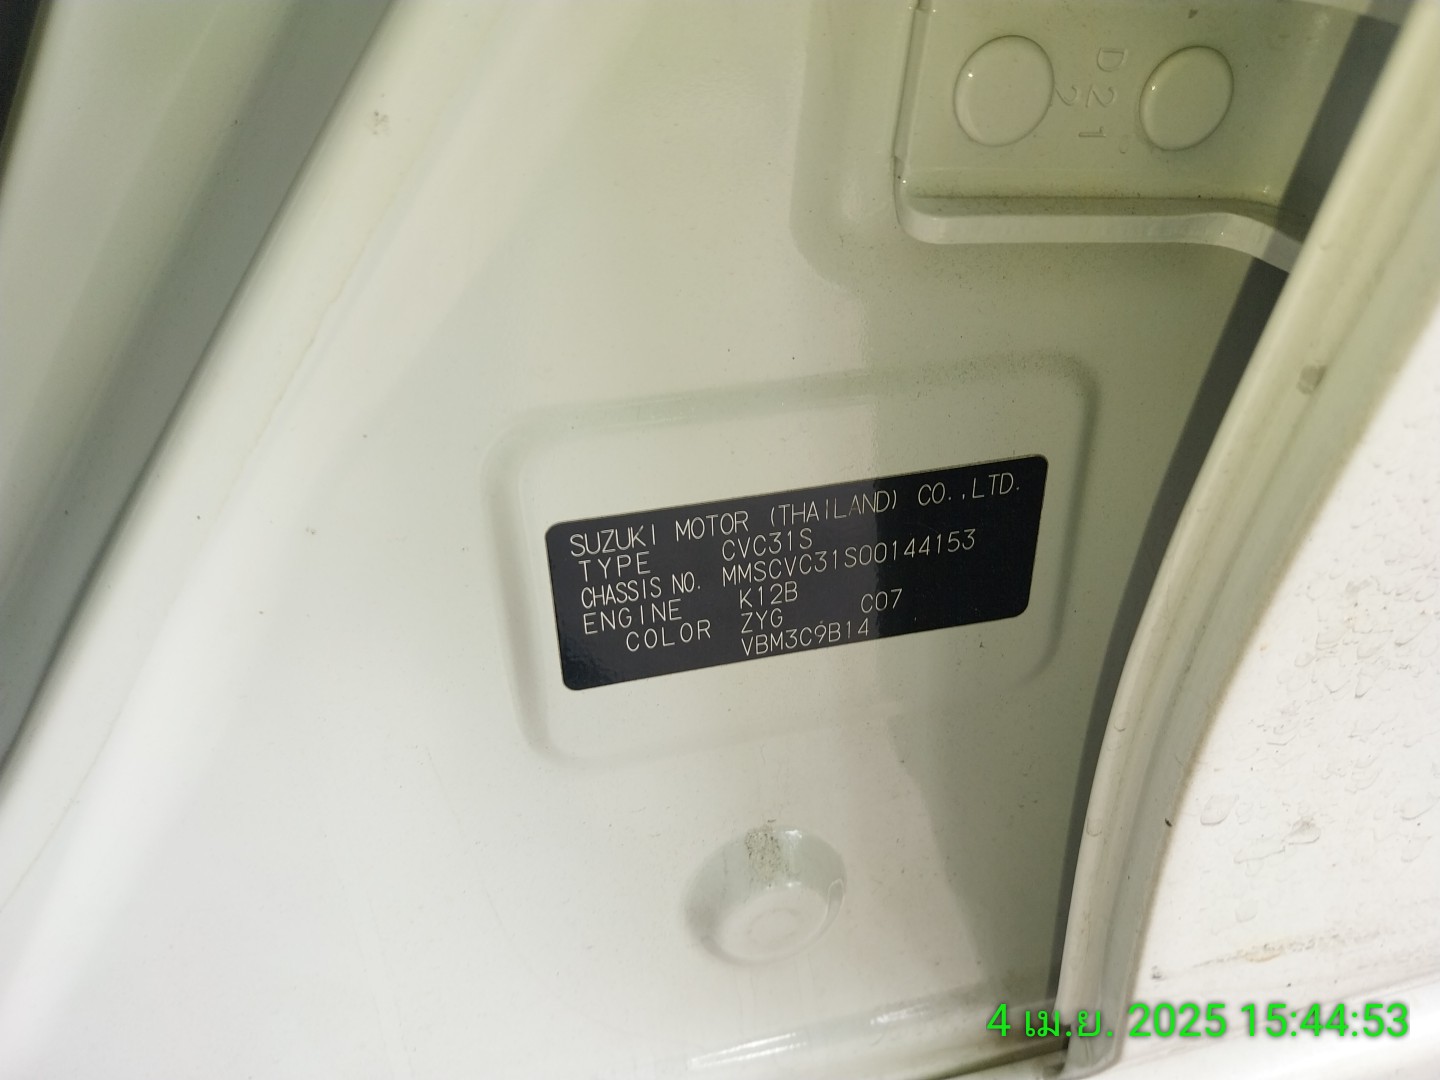 D21
22
SUZUKI MOTOR (THAILAND) CO.,LTD.
TYPE CVC31S
CHASSIS NO. MMSCVC31S00144153
ENGINE K12B
COLOR ZYG C07
VBM3C9B14
4 เม.ย. 2025 15:44:53